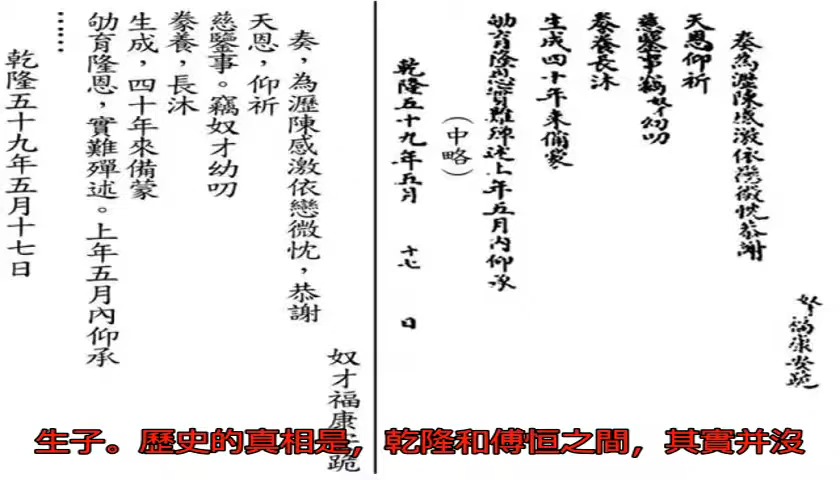 奴才福康安跪
奏為瀝陳感激依戀微忱恭謝
天恩仰祈
慈鑒事竊奴才幼叨
豢養長沐
生成四十年來備蒙
劬育隆恩實難殫述上年五月內仰承
（中略）
乾隆五十九年五月 十七 日
奴才福康安跪
奏，為瀝陳感激依戀微忱，恭謝
天恩，仰祈
慈鑒事。竊奴才幼叨
豢養，長沐
生成，四十年來備蒙
劬育隆恩，實難殫述。上年五月內仰承
……
乾隆五十九年五月十七日
生子。歷史的真相是，乾隆和傅恒之間，其實并沒